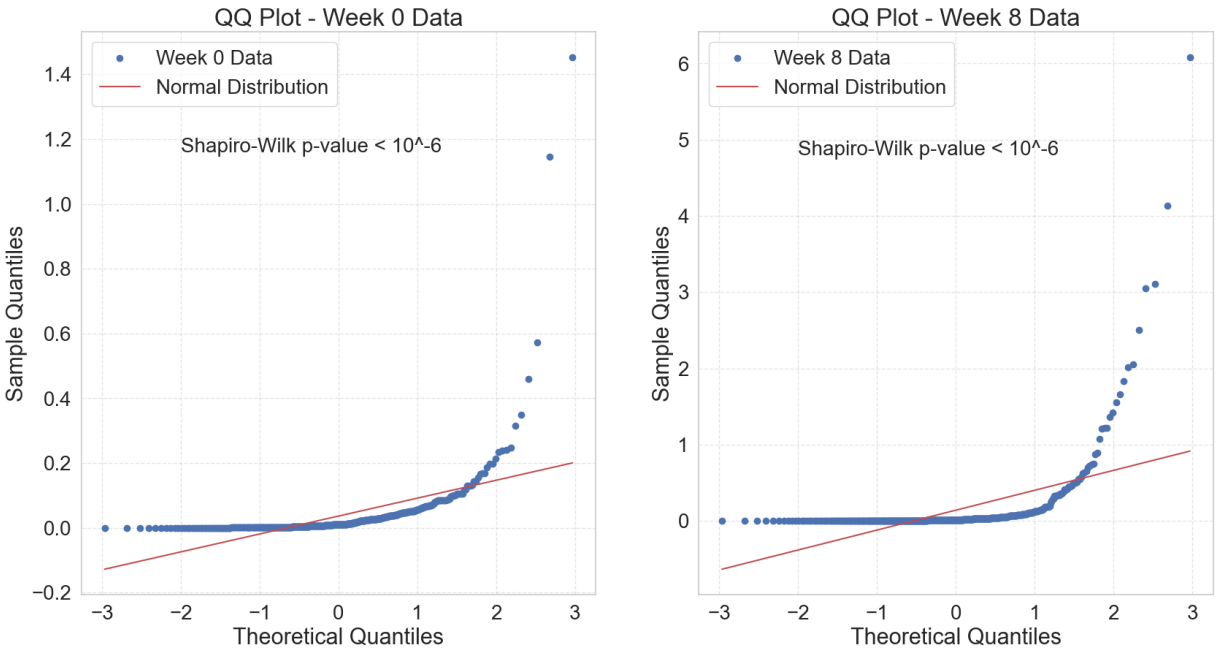 QQ Plot - Week 0 Data
Week 0 Data
Normal Distribution
Shapiro-Wilk p-value < 10^-6
Sample Quantiles
1.4
1.2
1.0
0.8
0.6
0.4
0.2
0.0
−0.2
−3 −2 −1 0 1 2 3
Theoretical Quantiles
QQ Plot - Week 8 Data
Week 8 Data
Normal Distribution
Shapiro-Wilk p-value < 10^-6
Sample Quantiles
6
5
4
3
2
1
0
−3 −2 −1 0 1 2 3
Theoretical Quantiles